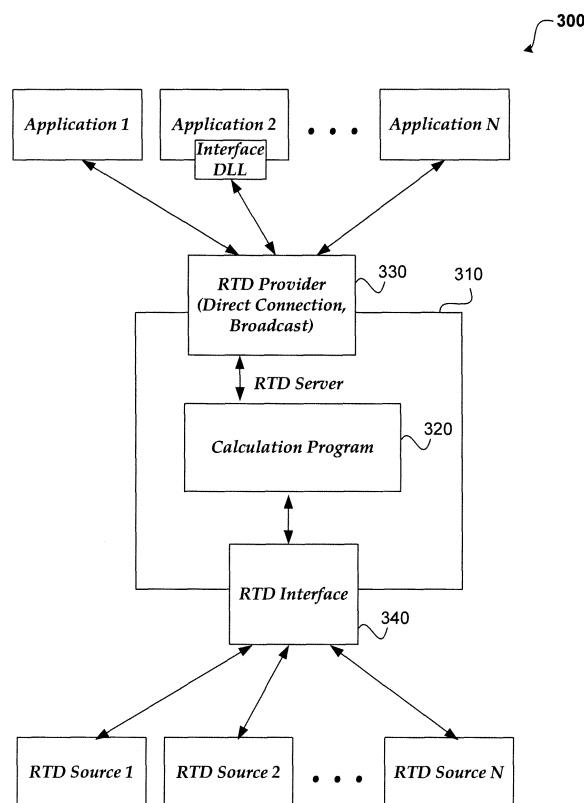 300
Application 1
Application 2
Interface
DLL
• • •
Application N
RTD Provider
(Direct Connection,
Broadcast)
330
310
RTD Server
Calculation Program
320
RTD Interface
340
RTD Source 1
RTD Source 2
• • •
RTD Source N